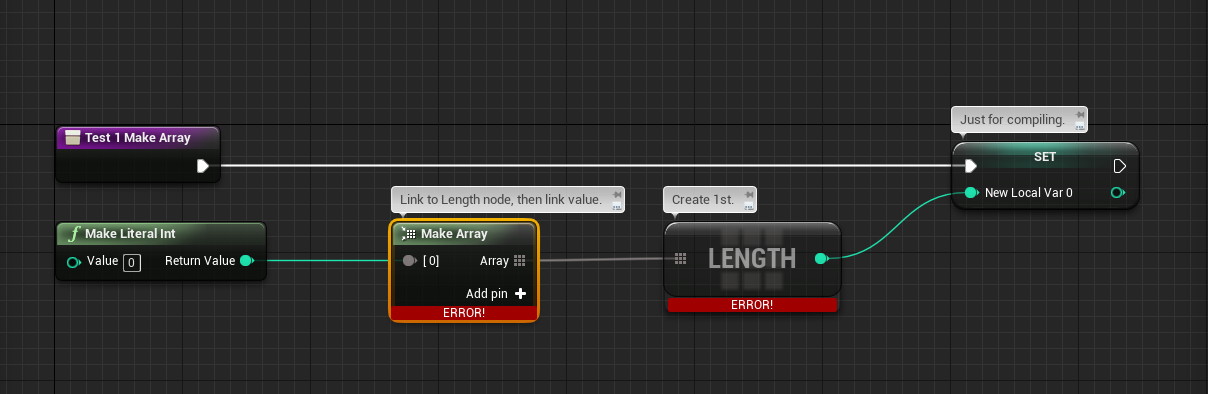 Just for compiling.
Test 1 Make Array
SET
New Local Var 0
Link to Length node, then link value.
Create 1st.
Make Literal Int
Value 0 Return Value
Make Array
[ 0] Array
Add pin
ERROR!
LENGTH
ERROR!